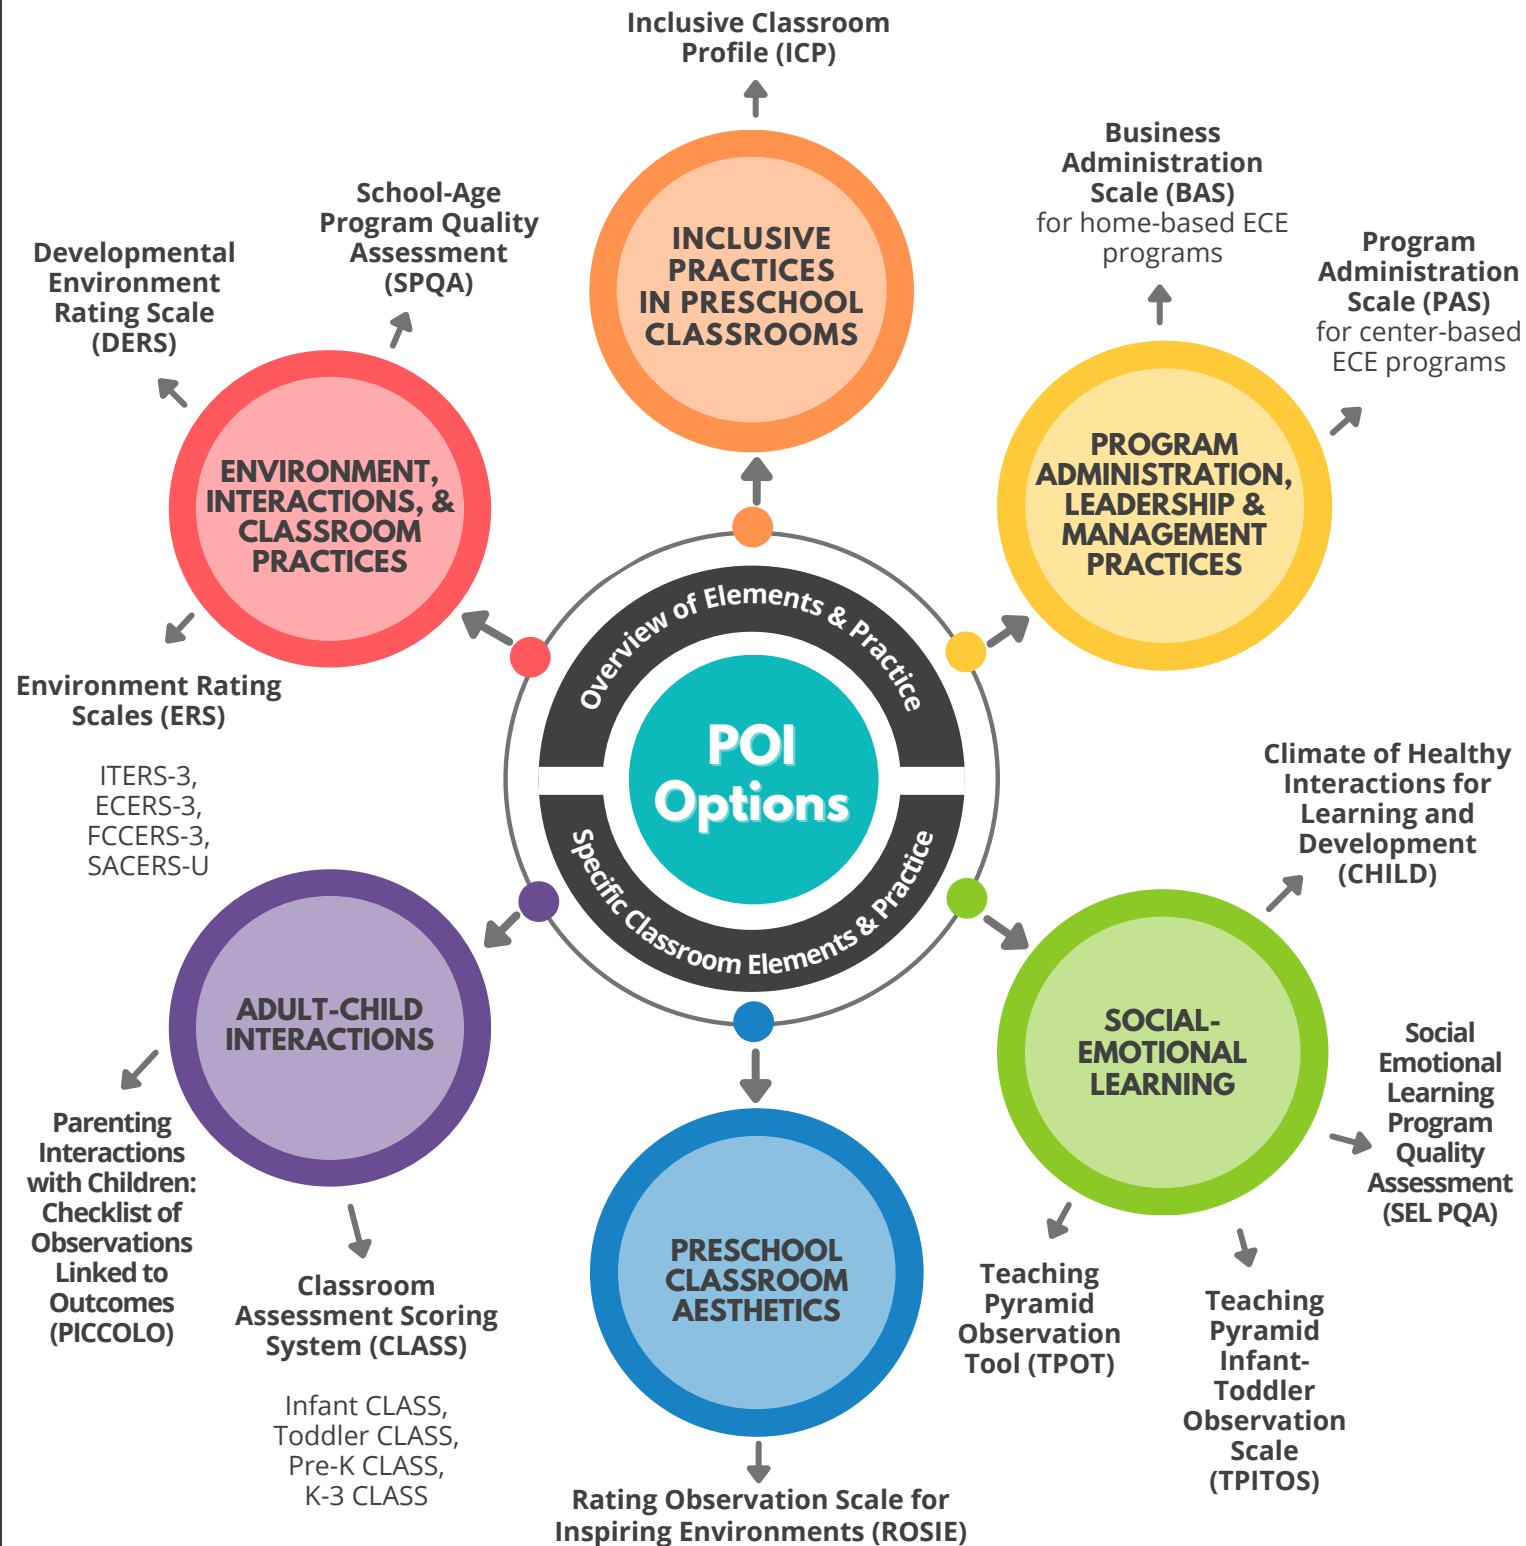 Inclusive Classroom
Profile (ICP)
INCLUSIVE
PRACTICES
IN PRESCHOOL
CLASSROOMS
Business
Administration
Scale (BAS)
for home-based ECE
programs
Program
Administration
Scale (PAS)
for center-based
ECE programs
PROGRAM
ADMINISTRATION,
LEADERSHIP &
MANAGEMENT
PRACTICES
School-Age
Program Quality
Assessment
(SPQA)
Developmental
Environment
Rating Scale
(DERS)
ENVIRONMENT,
INTERACTIONS, &
CLASSROOM
PRACTICES
Environment Rating
Scales (ERS)
ITERS-3,
ECERS-3,
FCCERS-3,
SACERS-U
Overview of Elements & Practice
POI
Options
Specific Classroom Elements & Practice
Climate of Healthy
Interactions for
Learning and
Development
(CHILD)
SOCIAL-
EMOTIONAL
LEARNING
Social
Emotional
Learning
Program
Quality
Assessment
(SEL PQA)
Teaching
Pyramid
Observation
Tool (TPOT)
Teaching
Pyramid
Infant-
Toddler
Observation
Scale
(TPITOS)
ADULT-CHILD
INTERACTIONS
Parenting
Interactions
with Children:
Checklist of
Observations
Linked to
Outcomes
(PICCOLO)
Classroom
Assessment Scoring
System (CLASS)
Infant CLASS,
Toddler CLASS,
Pre-K CLASS,
K-3 CLASS
PRESCHOOL
CLASSROOM
AESTHETICS
Rating Observation Scale for
Inspiring Environments (ROSIE)